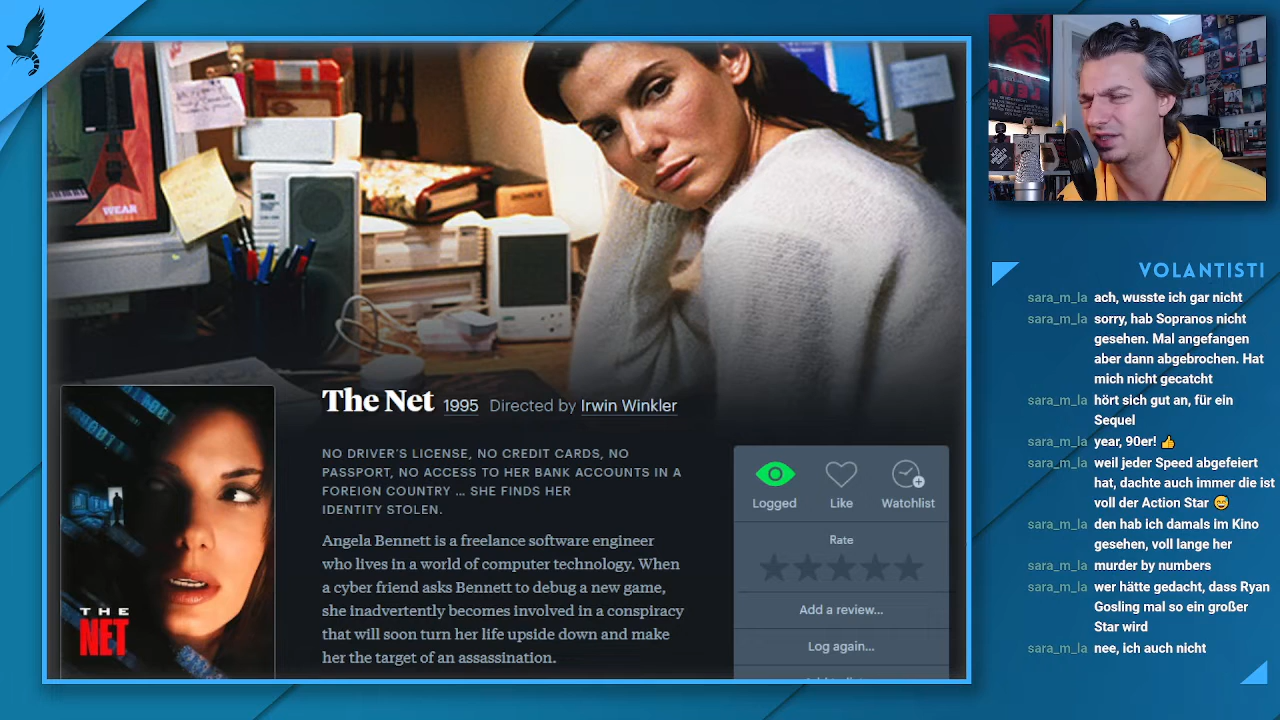 WEAR
The Net 1995 Directed by Irwin Winkler
NO DRIVER'S LICENSE, NO CREDIT CARDS, NO
PASSPORT, NO ACCESS TO HER BANK ACCOUNTS IN A
FOREIGN COUNTRY ... SHE FINDS HER
IDENTITY STOLEN.
Angela Bennett is a freelance software engineer
who lives in a world of computer technology. When
a cyber friend asks Bennett to debug a new game,
she inadvertently becomes involved in a conspiracy
that will soon turn her life upside down and make
her the target of an assassination.
THE
NET
Logged
Like
Watchlist
Rate
Add a review...
Log again...
VOLANTISTI
sara_m_la ach, wusste ich gar nicht
sara_m_la sorry, hab Sopranos nicht
gesehen. Mal angefangen
aber dann abgebrochen. Hat
mich nicht gecatcht
sara_m_la hört sich gut an, für ein
Sequel
sara_m_la year, 90er! 👍
sara_m_la weil jeder Speed abgefeiert
hat, dachte auch immer die ist
voll der Action Star 😅
sara_m_la den hab ich damals im Kino
gesehen, voll lange her
sara_m_la murder by numbers
sara_m_la wer hätte gedacht, dass Ryan
Gosling mal so ein großer
Star wird
sara_m_la nee, ich auch nicht